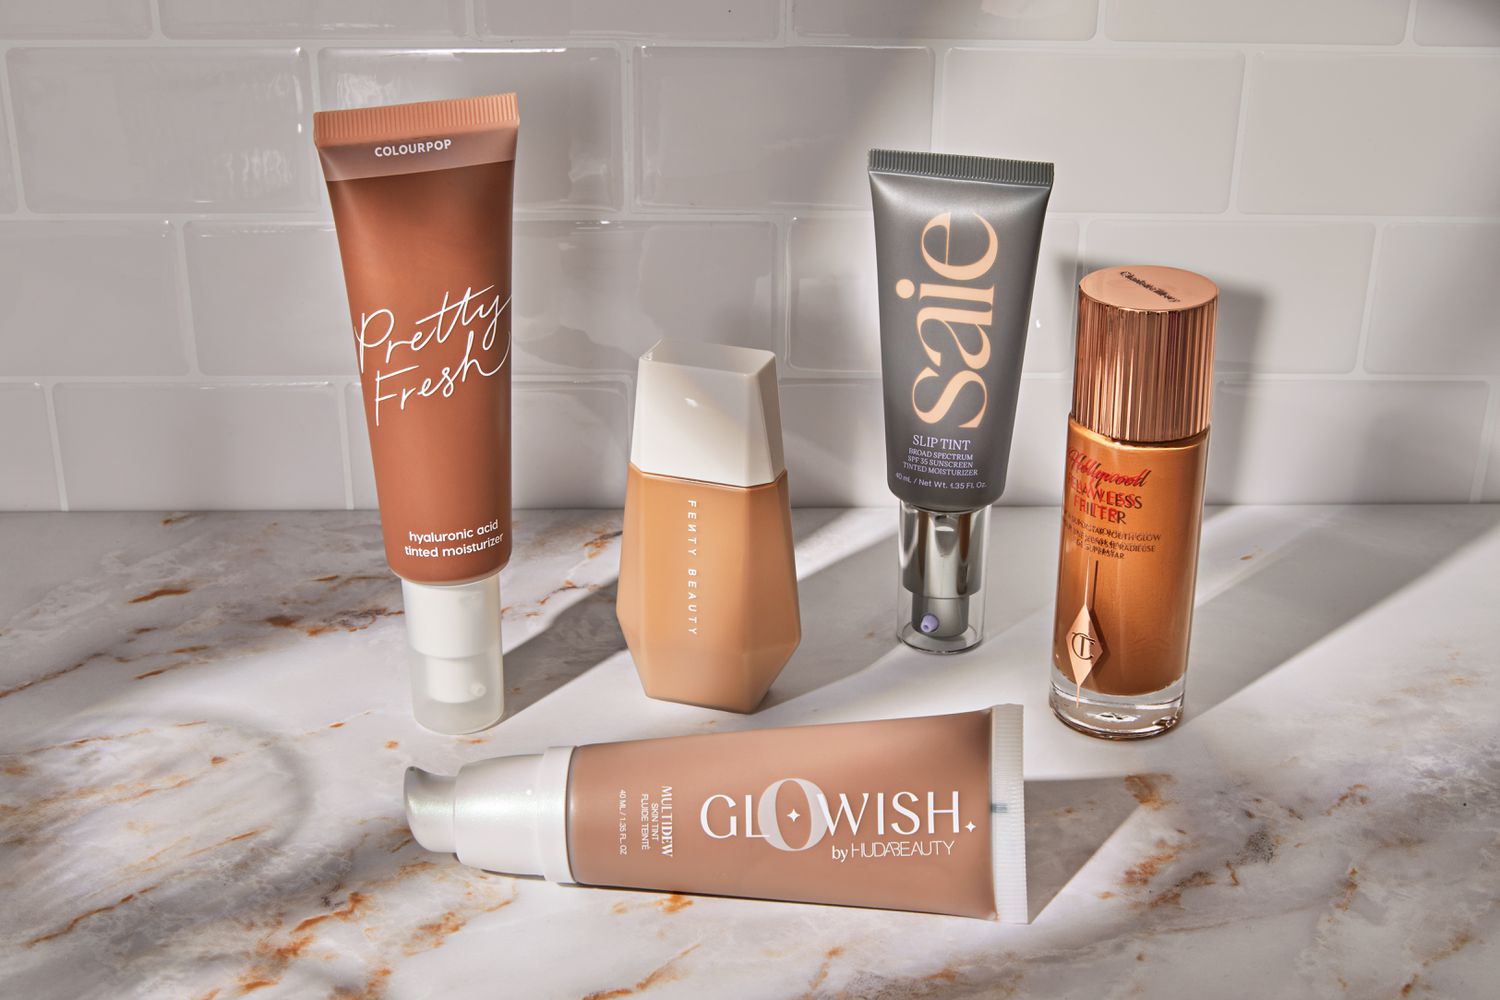 COLOURPOP
Pretty
Fresh
hyaluronic acid
tinted moisturizer
FENTY BEAUTY
saie
SLIP TINT
BROAD SPECTRUM
SPF 35 SUNSCREEN
TINTED MOISTURIZER
40 mL / Net Wt. 1.35 Fl. Oz.
Hollywood
FLAWLESS
FILTER
CT
MULTIDEW
SKIN TINT
FLUIDE TEINTÉ
40 ML / 1.35 FL. OZ
GLOWISH.
by HUDABEAUTY